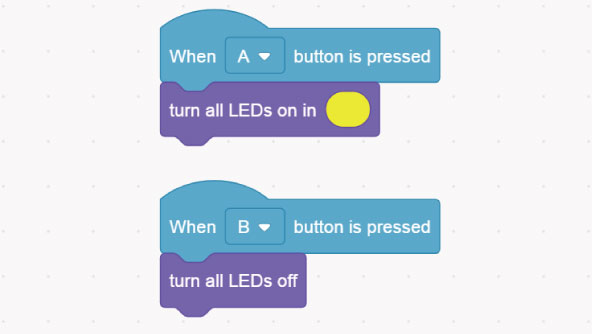 When A button is pressed
turn all LEDs on in
When B button is pressed
turn all LEDs off